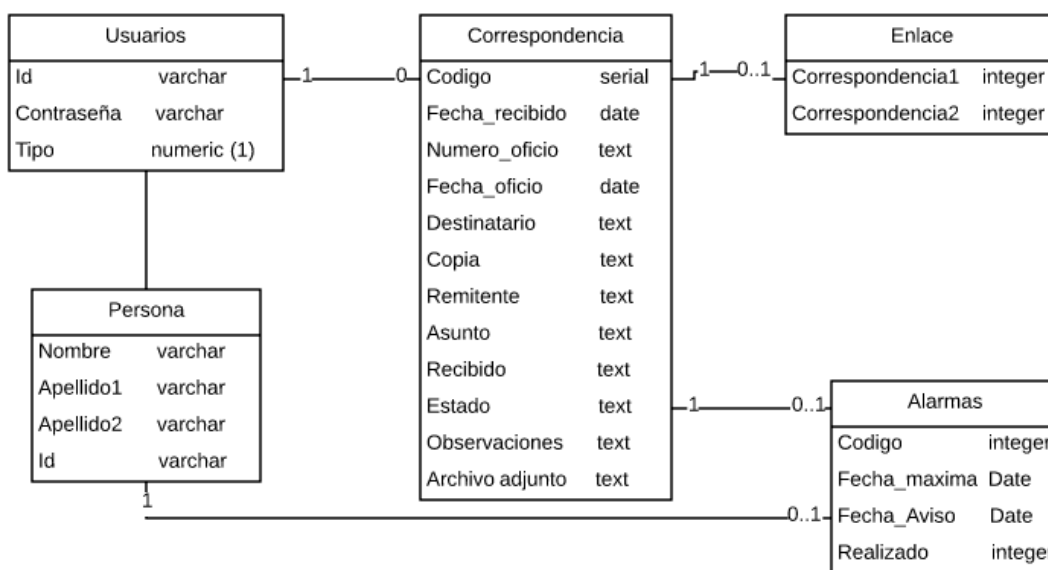 Usuarios
Id varchar
Contraseña varchar
Tipo numeric (1)
1 0
Correspondencia
Codigo serial
Fecha_recibido date
Numero_oficio text
Fecha_oficio date
Destinatario text
Copia text
Remitente text
Asunto text
Recibido text
Estado text
Observaciones text
Archivo adjunto text
1 0..1
Enlace
Correspondencia1 integer
Correspondencia2 integer
Persona
Nombre varchar
Apellido1 varchar
Apellido2 varchar
Id varchar
1 0..1
Alarmas
Codigo integer
Fecha_maxima Date
Fecha_Aviso Date
Realizado integer
1 0..1